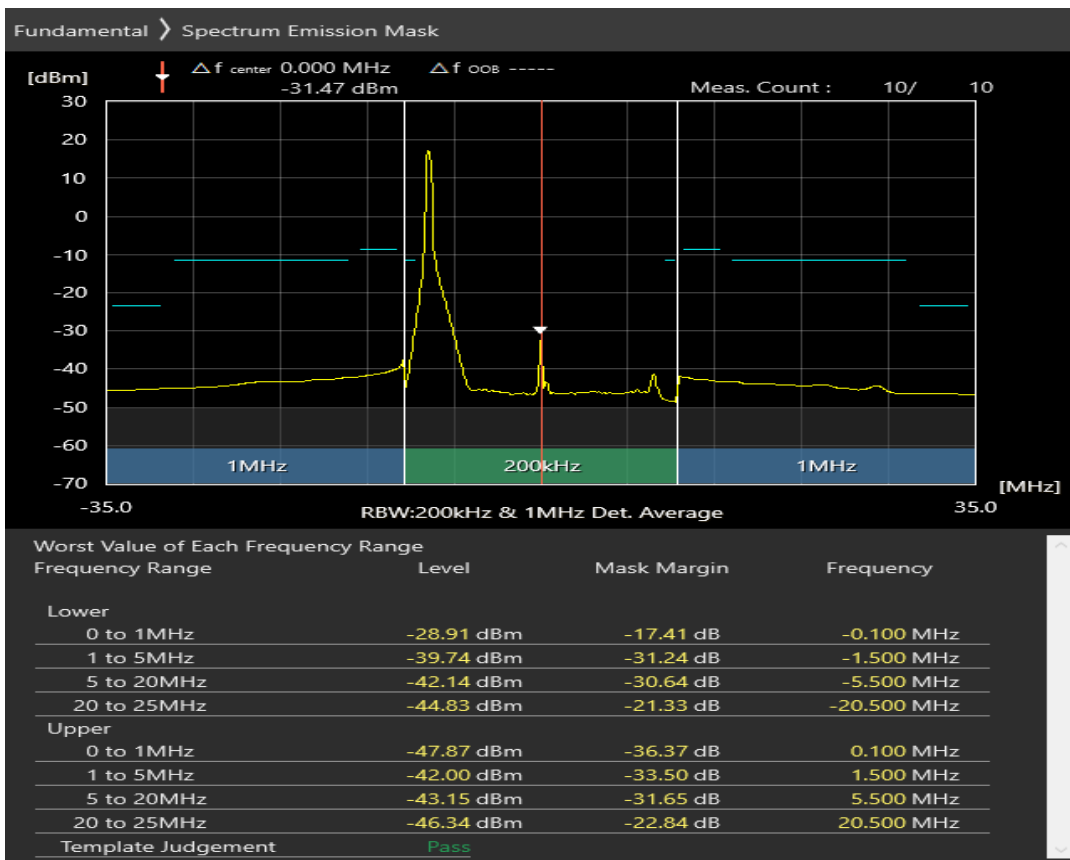 Fundamental ❯ Spectrum Emission Mask
[dBm] △f center 0.000 MHz △f OOB -----
-31.47 dBm Meas. Count : 10/ 10
30
20
10
0
-10
-20
-30
-40
-50
-60
-70
1MHz 200kHz 1MHz
[MHz]
-35.0 RBW:200kHz & 1MHz Det. Average 35.0
Worst Value of Each Frequency Range
Frequency Range Level Mask Margin Frequency
Lower
0 to 1MHz -28.91 dBm -17.41 dB -0.100 MHz
1 to 5MHz -39.74 dBm -31.24 dB -1.500 MHz
5 to 20MHz -42.14 dBm -30.64 dB -5.500 MHz
20 to 25MHz -44.83 dBm -21.33 dB -20.500 MHz
Upper
0 to 1MHz -47.87 dBm -36.37 dB 0.100 MHz
1 to 5MHz -42.00 dBm -33.50 dB 1.500 MHz
5 to 20MHz -43.15 dBm -31.65 dB 5.500 MHz
20 to 25MHz -46.34 dBm -22.84 dB 20.500 MHz
Template Judgement Pass